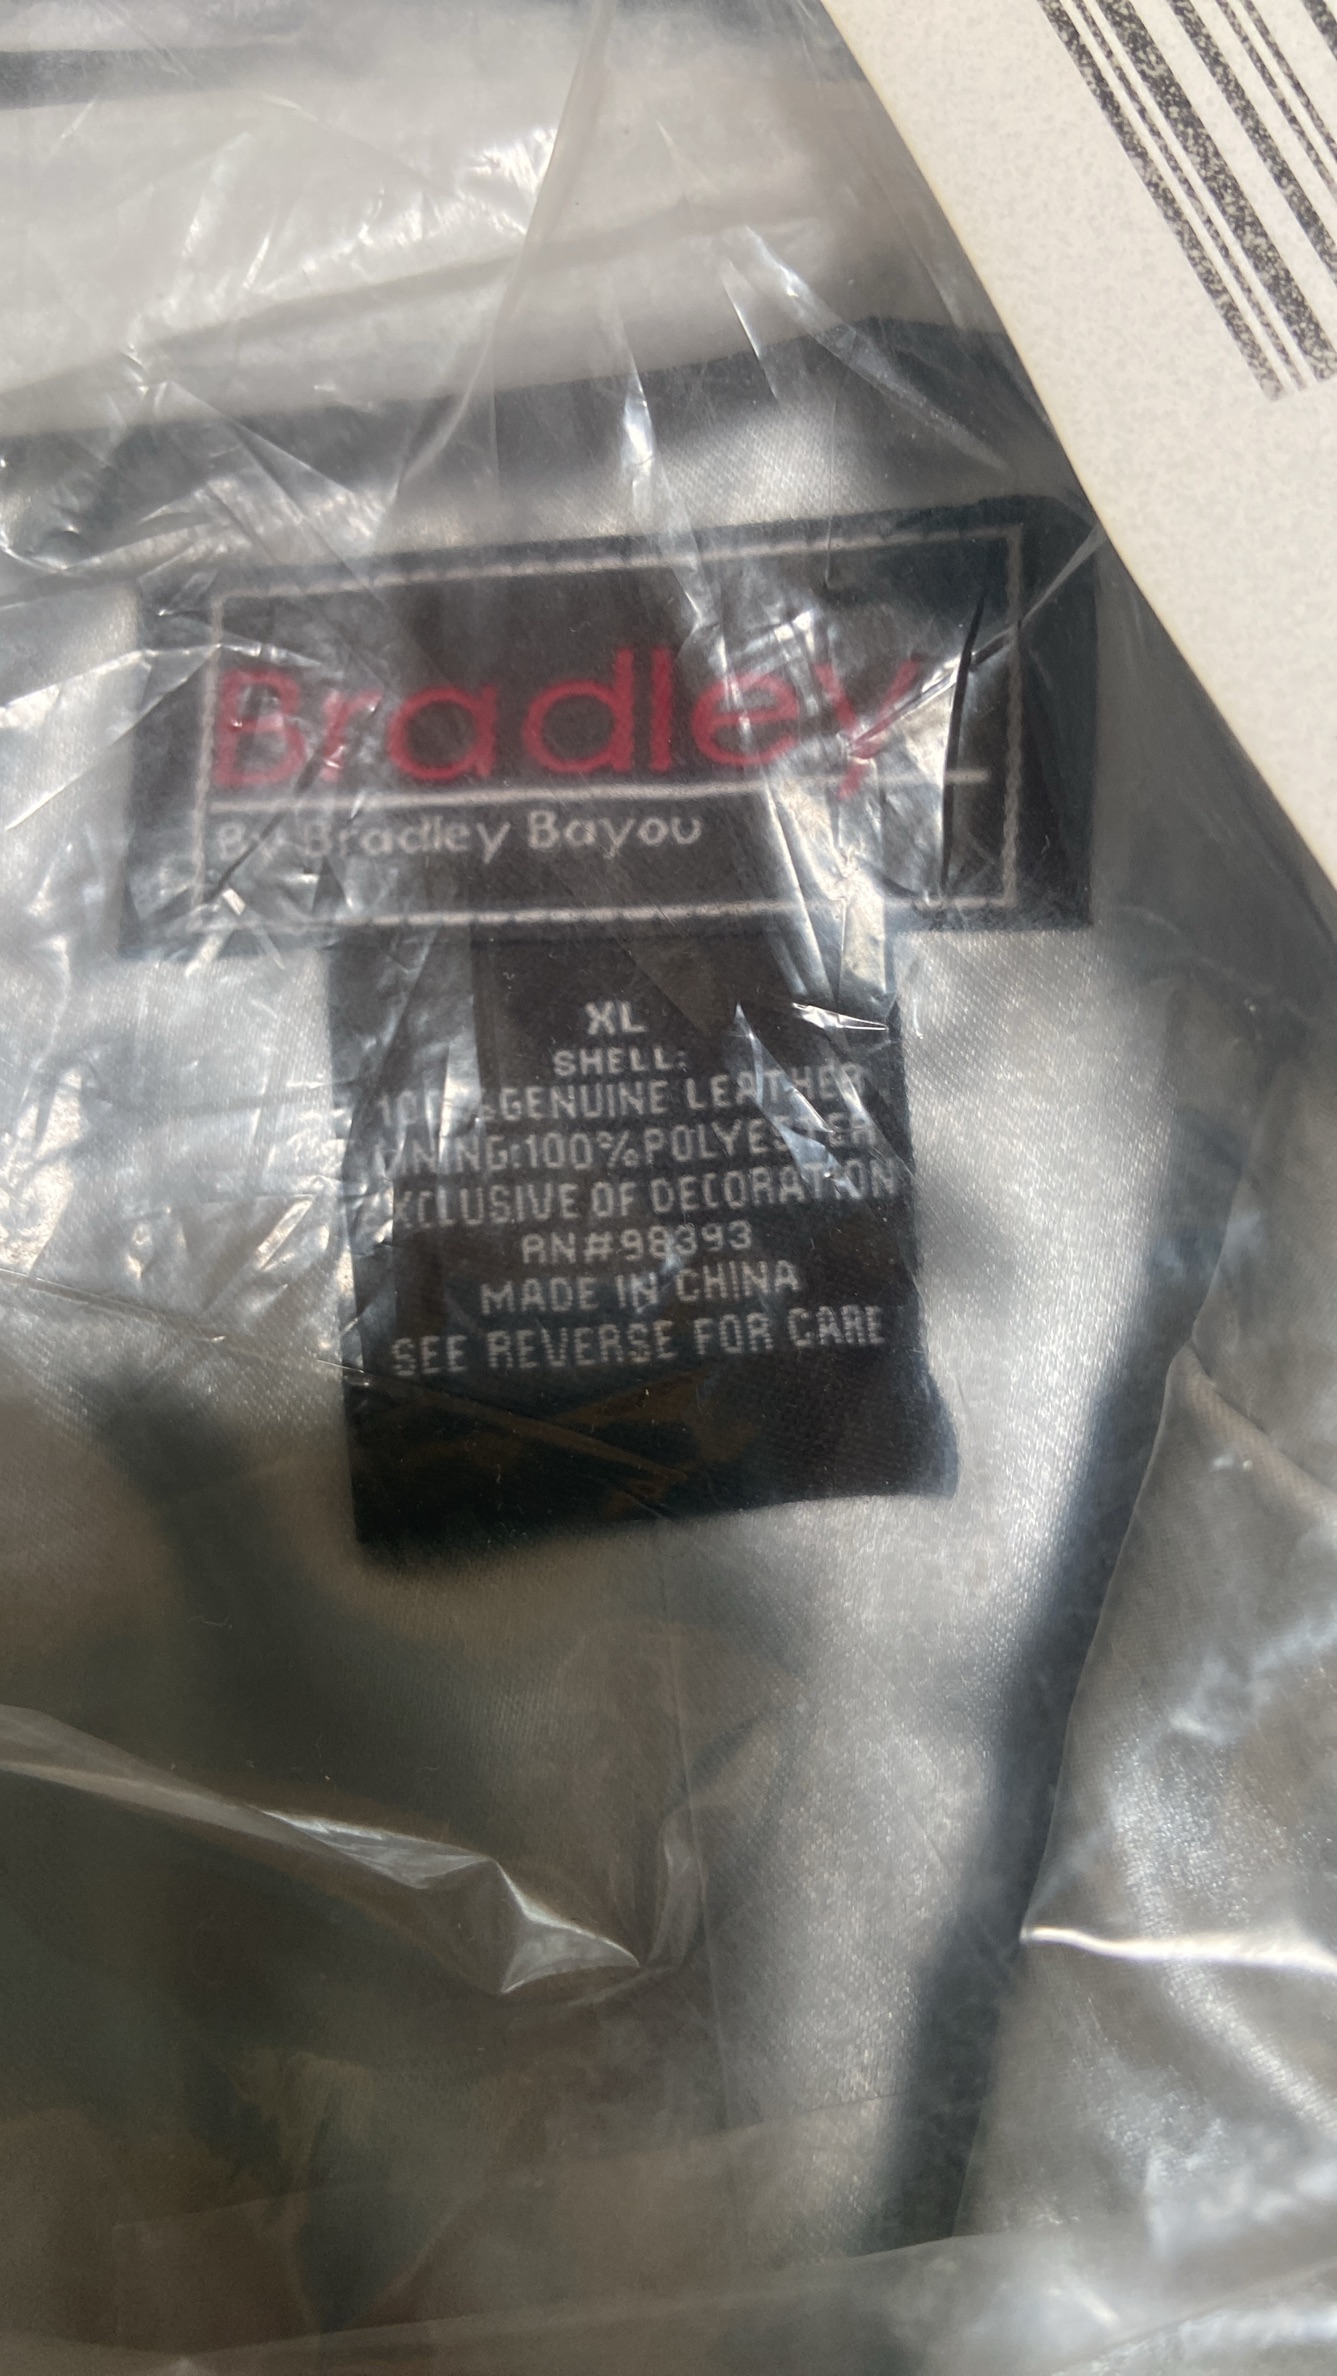 Bradley
By Bradley Bayou
XL
SHELL:
100%GENUINE LEATHER
LINING:100%POLYESTER
EXCLUSIVE OF DECORATION
RN#98393
MADE IN CHINA
SEE REVERSE FOR CARE